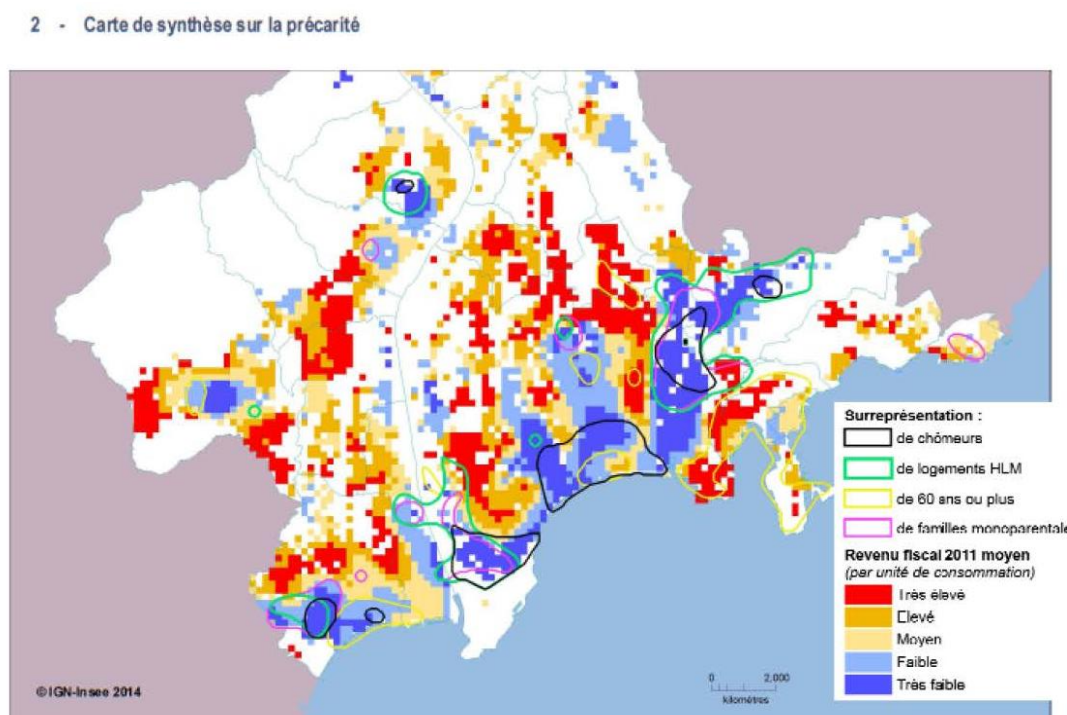 2 - Carte de synthèse sur la précarité
Surreprésentation :
de chômeurs
de logements HLM
de 60 ans ou plus
de familles monoparentale
Revenu fiscal 2011 moyen
(par unité de consommation)
Très élevé
Elevé
Moyen
Faible
Très faible
0 2,000
kilomètres
©IGN-Insee 2014